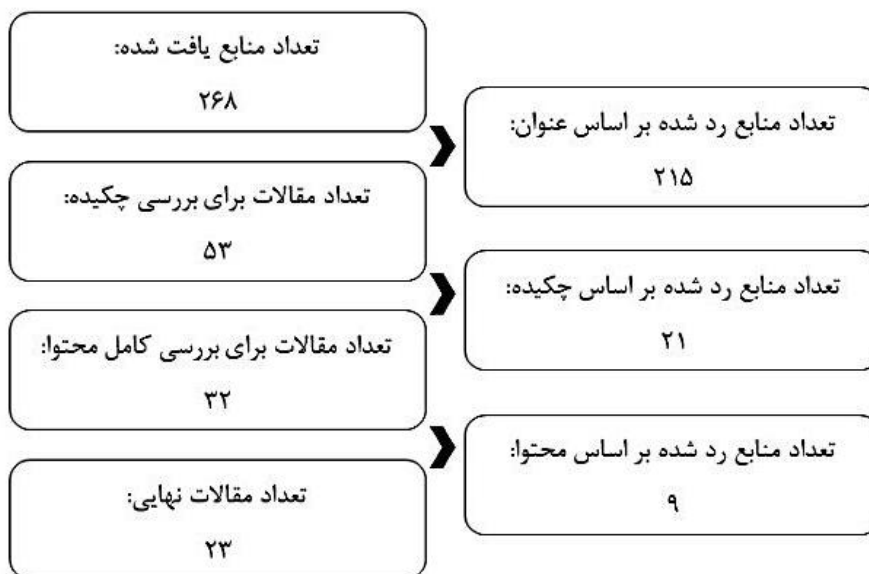 تعداد منابع یافت شده:
۲۶۸
تعداد منابع رد شده بر اساس عنوان:
۲۱۵
تعداد مقالات برای بررسی چکیده:
۵۳
تعداد منابع رد شده بر اساس چکیده:
۲۱
تعداد مقالات برای بررسی کامل محتوا:
۳۲
تعداد منابع رد شده بر اساس محتوا:
۹
تعداد مقالات نهایی:
۲۳